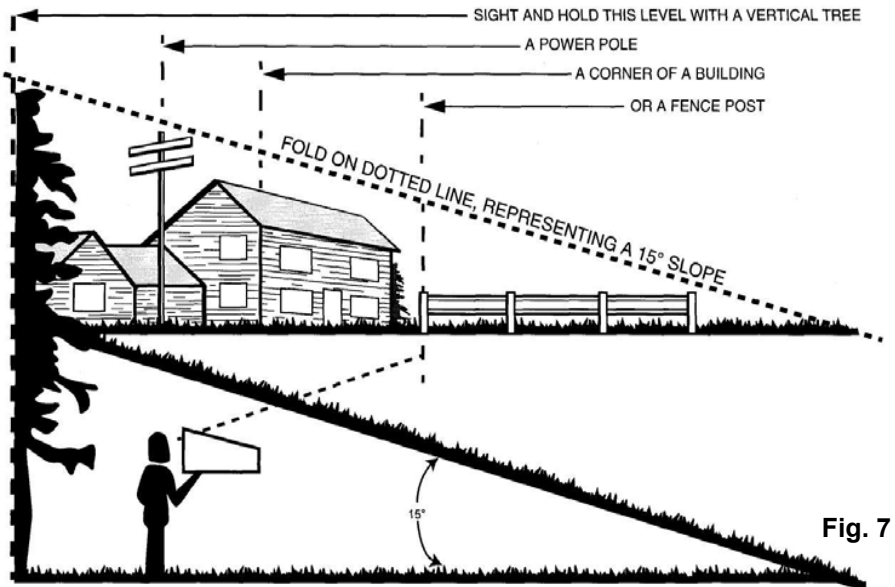 SIGHT AND HOLD THIS LEVEL WITH A VERTICAL TREE
A POWER POLE
A CORNER OF A BUILDING
OR A FENCE POST
FOLD ON DOTTED LINE, REPRESENTING A 15° SLOPE
15°
Fig. 7